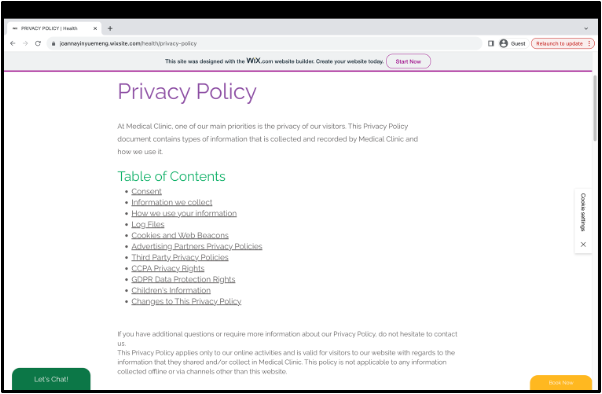 PRIVACY POLICY | Health
joannayinyuemeng.wixsite.com/health/privacy-policy
Guest
Relaunch to update
This site was designed with the WiX.com website builder. Create your website today.
Start Now
Privacy Policy
At Medical Clinic, one of our main priorities is the privacy of our visitors. This Privacy Policy
document contains types of information that is collected and recorded by Medical Clinic and
how we use it.
Table of Contents
Consent
Information we collect
How we use your information
Log Files
Cookies and Web Beacons
Advertising Partners Privacy Policies
Third Party Privacy Policies
CCPA Privacy Rights
GDPR Data Protection Rights
Children's Information
Changes to This Privacy Policy
Cookie settings
If you have additional questions or require more information about our Privacy Policy, do not hesitate to contact
us.
This Privacy Policy applies only to our online activities and is valid for visitors to our website with regards to the
information that they shared and/or collect in Medical Clinic. This policy is not applicable to any information
collected offline or via channels other than this website.
Let's Chat!
Book Now